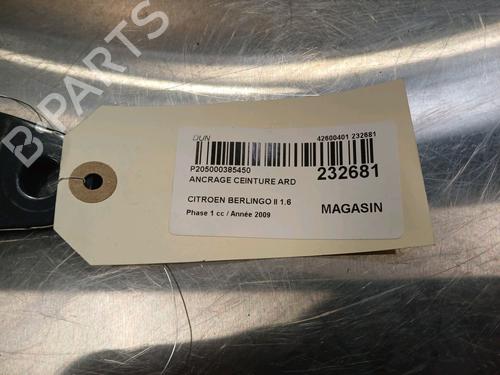 B PARTS
DUN
42600401 232681
P205000385450
232681
ANCRAGE CEINTURE ARD
CITROEN BERLINGO II 1.6
MAGASIN
Phase 1 cc / Année 2009